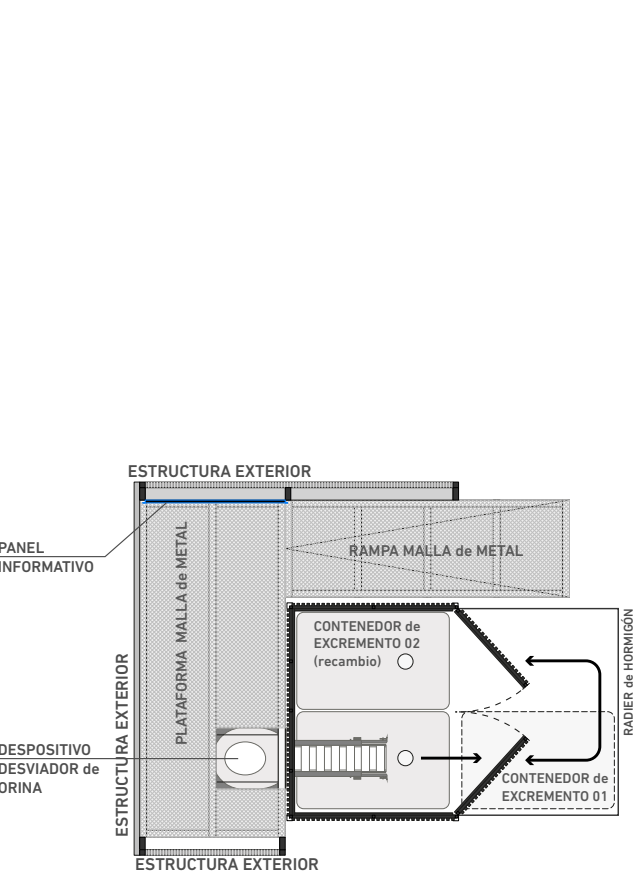 ESTRUCTURA EXTERIOR
PANEL
INFORMATIVO
PLATAFORMA MALLA de METAL
RAMPA MALLA de METAL
CONTENEDOR de
EXCREMENTO 02
(recambio)
RADIER de HORMIGÓN
ESTRUCTURA EXTERIOR
DESPOSITIVO
DESVIADOR de
ORINA
CONTENEDOR de
EXCREMENTO 01
ESTRUCTURA EXTERIOR